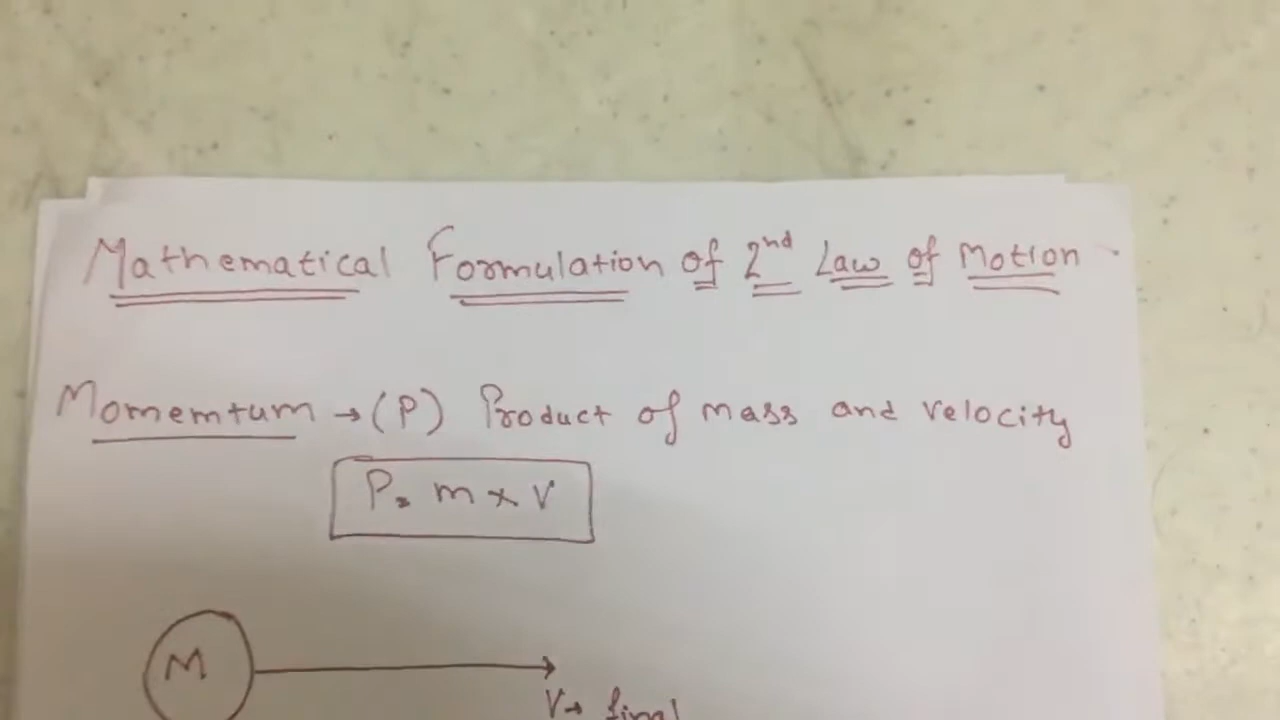 Mathematical Formulation of 2nd Law of Motion
Momemtum → (P) Product of mass and velocity
P = m × V
M
V → final